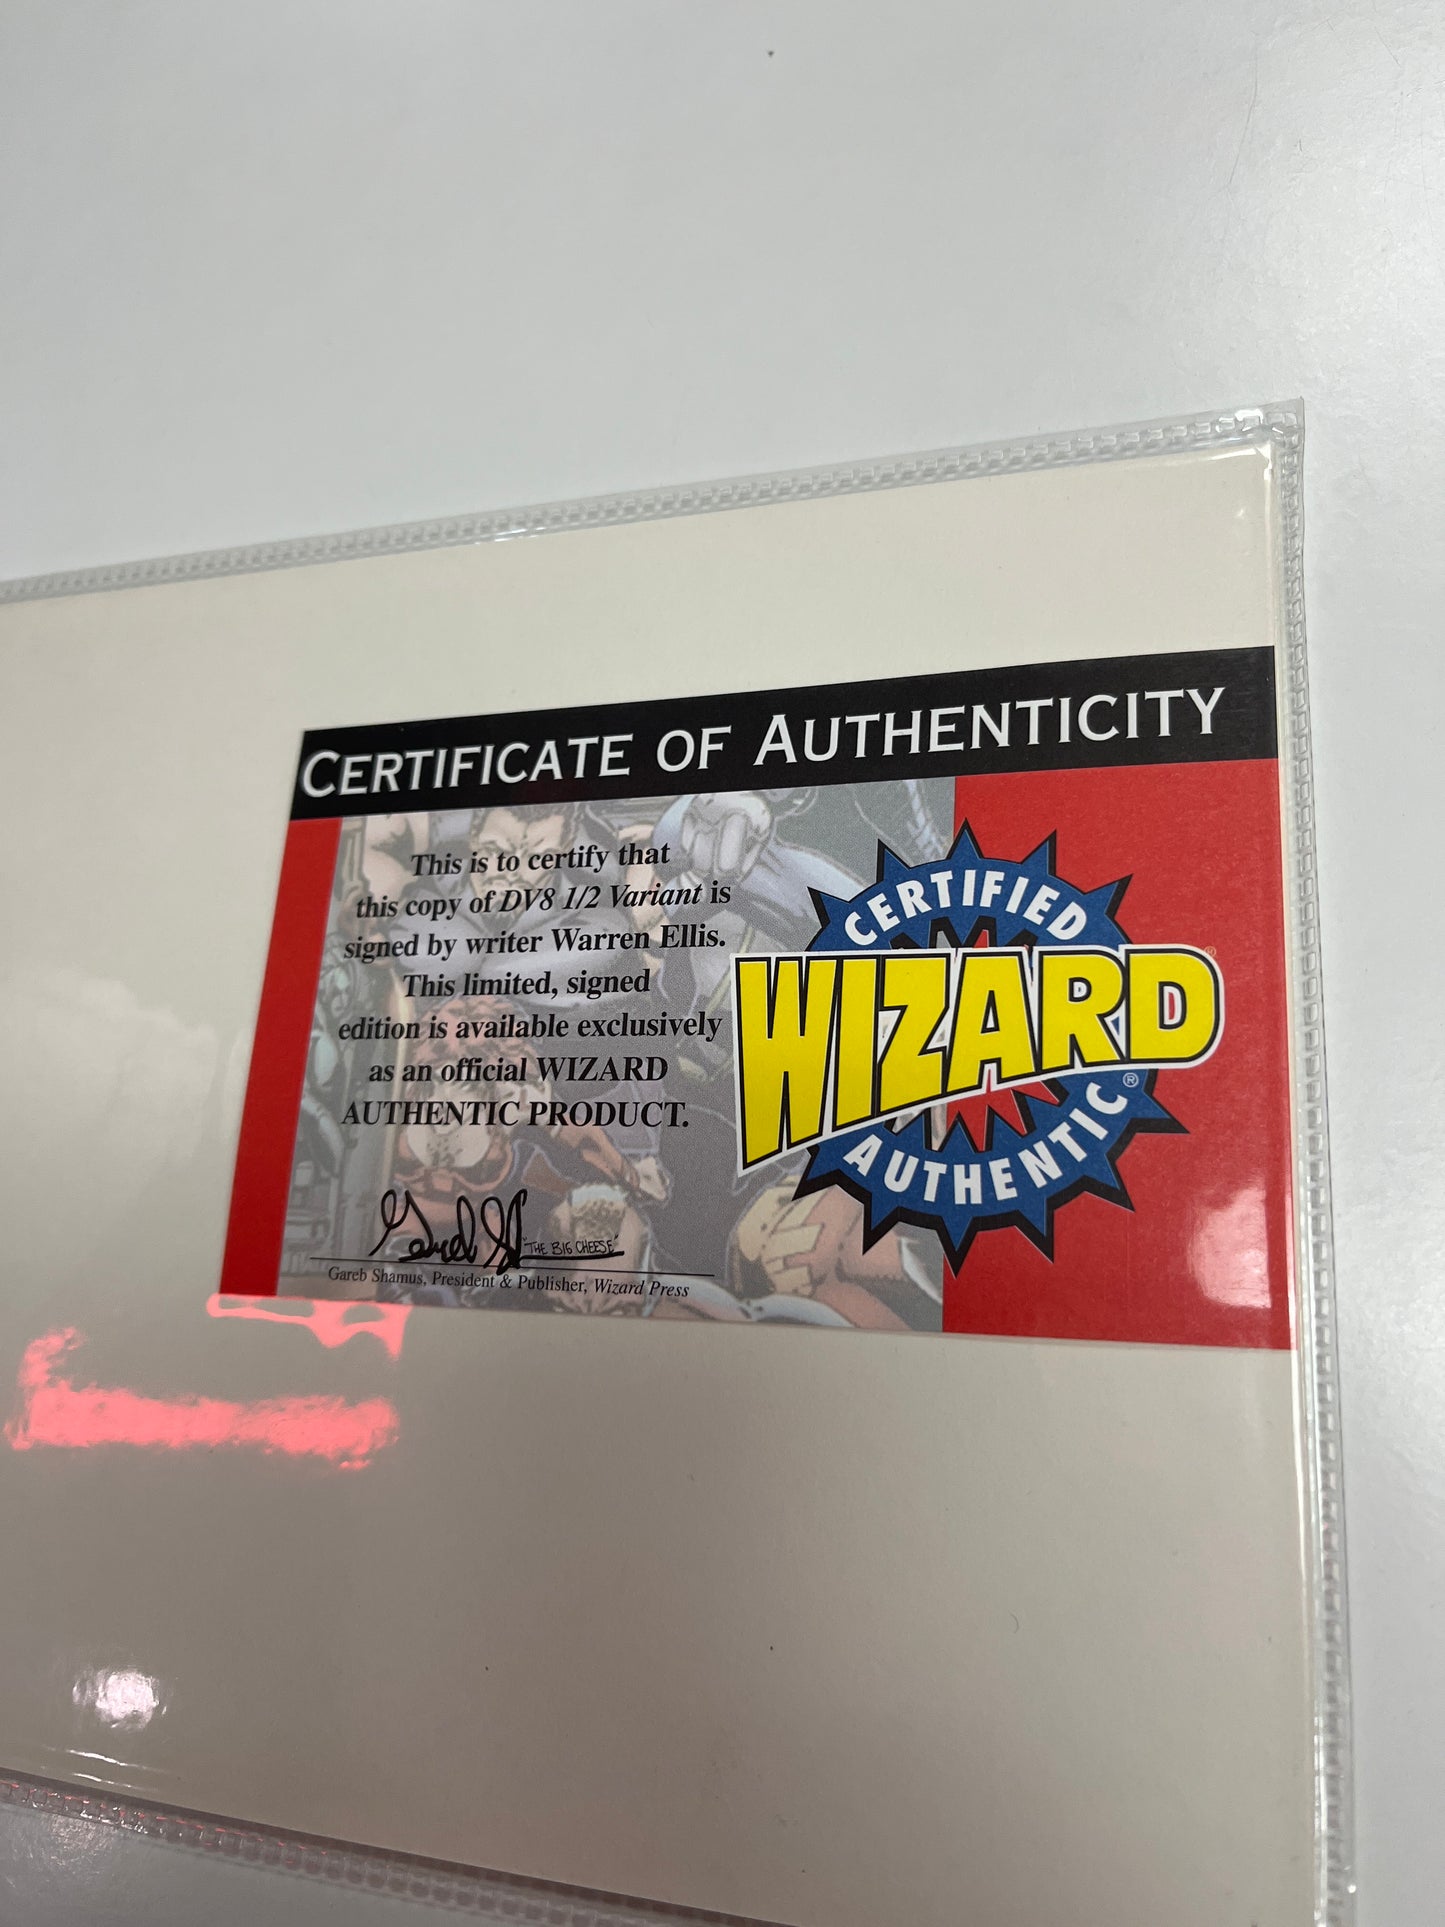 CERTIFICATE OF AUTHENTICITY
This is to certify that
this copy of DV8 1/2 Variant is
signed by writer Warren Ellis.
This limited, signed
edition is available exclusively
as an official WIZARD
AUTHENTIC PRODUCT.
"THE BIG CHEESE"
Gareb Shamus, President & Publisher, Wizard Press
CERTIFIED
WIZARD®
AUTHENTIC®